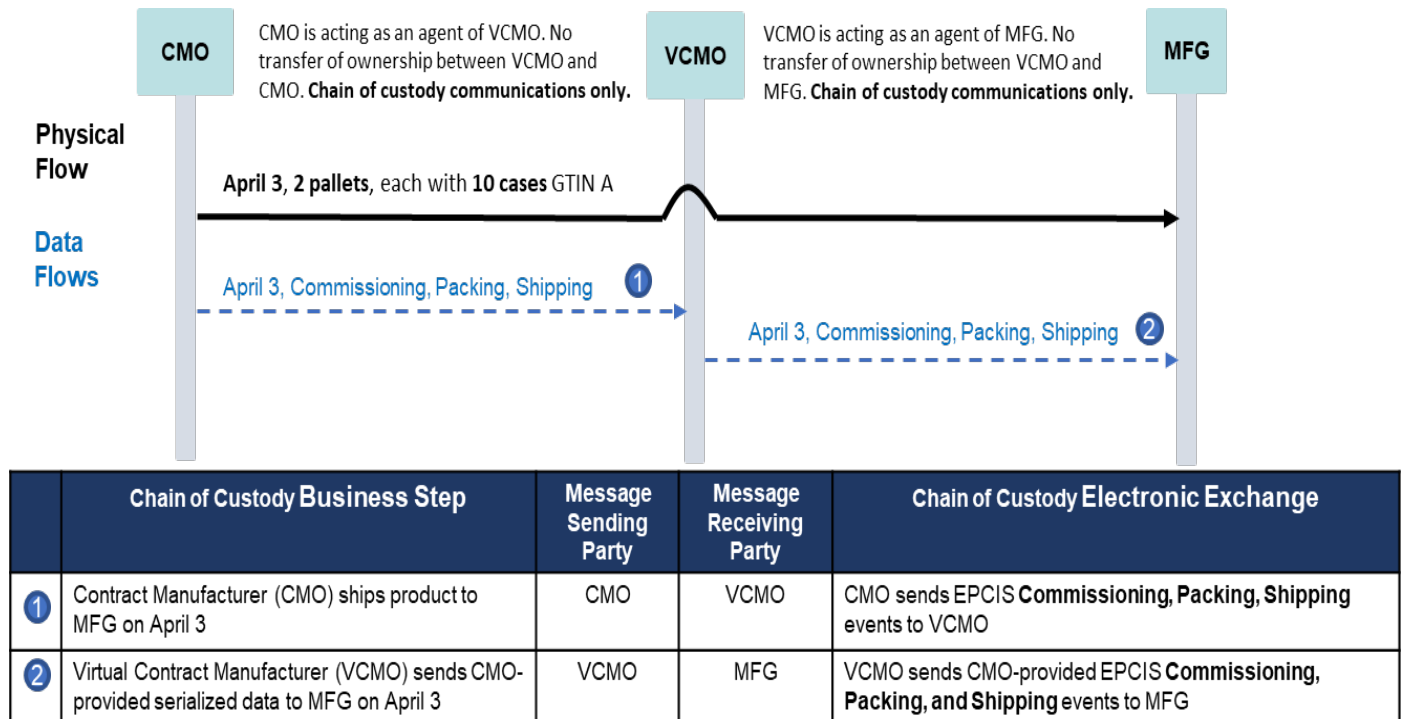 CMO
CMO is acting as an agent of VCMO. No
transfer of ownership between VCMO and
CMO. Chain of custody communications only.
VCMO
VCMO is acting as an agent of MFG. No
transfer of ownership between VCMO and
MFG. Chain of custody communications only.
MFG
Physical
Flow
April 3, 2 pallets, each with 10 cases GTIN A
Data
Flows
April 3, Commissioning, Packing, Shipping 1
April 3, Commissioning, Packing, Shipping 2
Chain of Custody Business Step
Message
Sending
Party
Message
Receiving
Party
Chain of Custody Electronic Exchange
1
Contract Manufacturer (CMO) ships product to
MFG on April 3
CMO
VCMO
CMO sends EPCIS Commissioning, Packing, Shipping
events to VCMO
2
Virtual Contract Manufacturer (VCMO) sends CMO-
provided serialized data to MFG on April 3
VCMO
MFG
VCMO sends CMO-provided EPCIS Commissioning,
Packing, and Shipping events to MFG